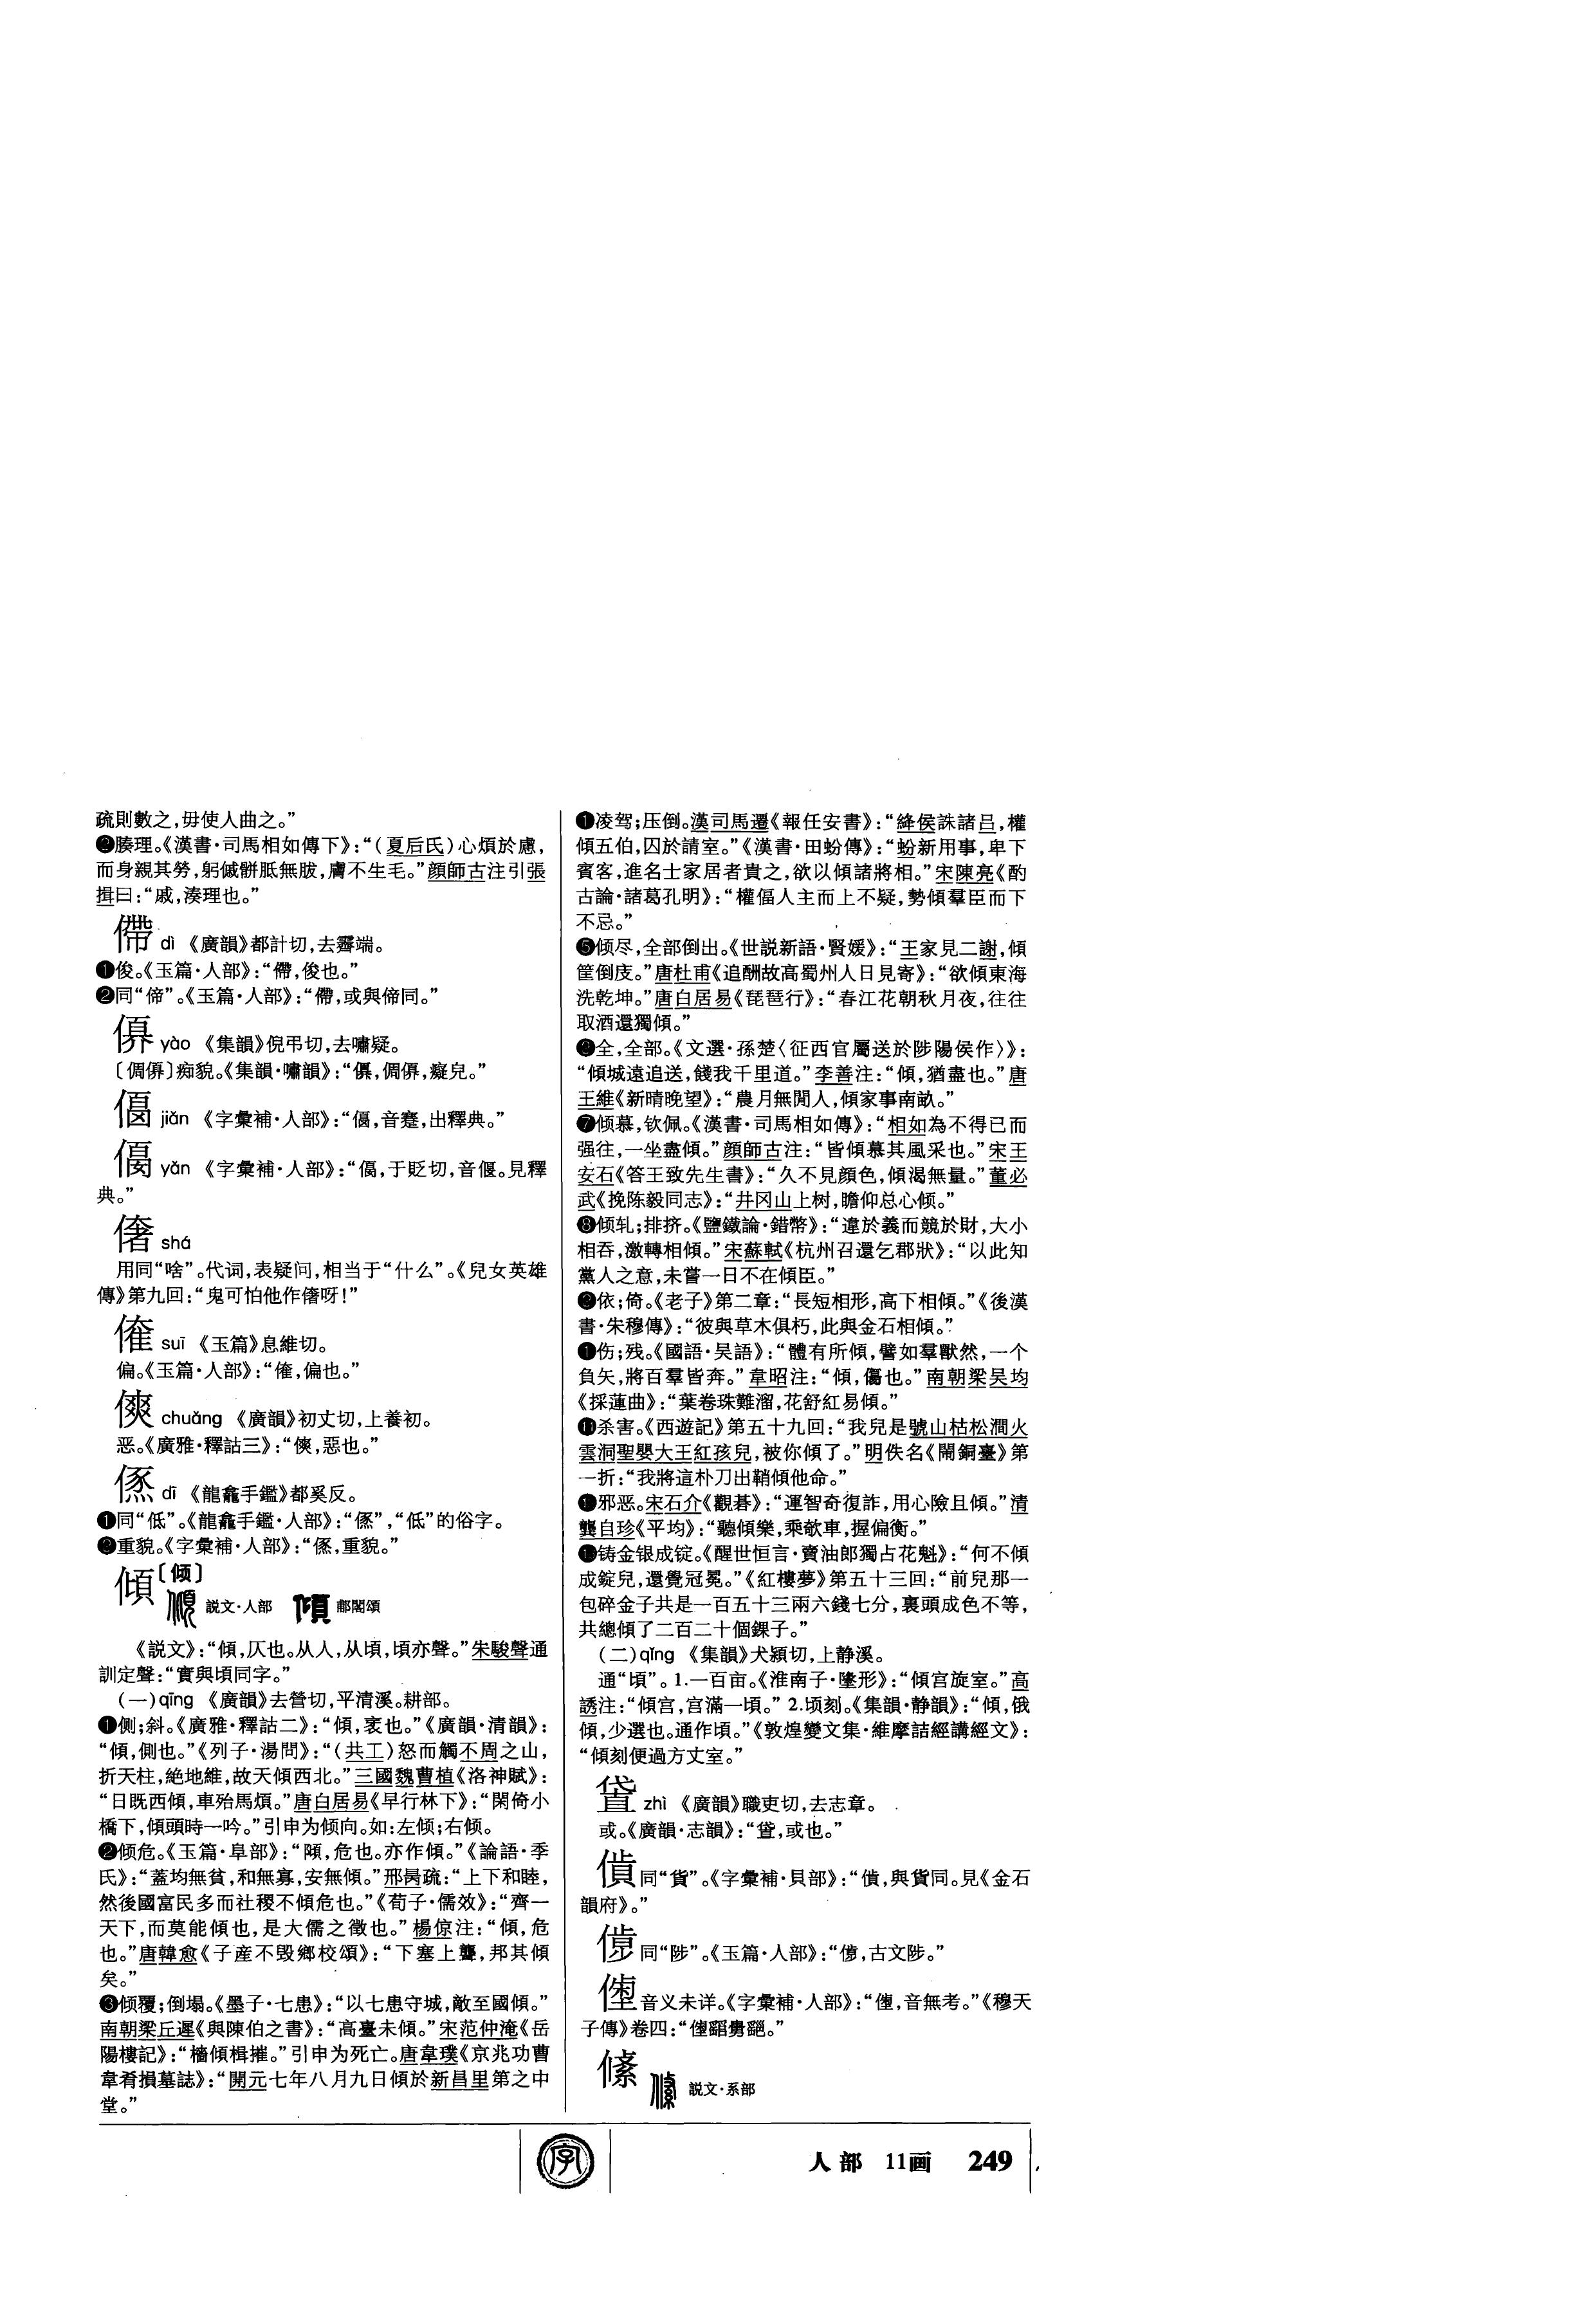 疏則數之，毋使人曲之。”
❷腠理。《漢書·司馬相如傳下》：“（夏后氏）心煩於慮，
而身親其勞，躬傶骿胝無胈，膚不生毛。”顔師古注引張
揖曰：“戚，湊理也。”
㣀 dì 《廣韻》都計切，去霽端。
❶俊。《玉篇·人部》：“，俊也。”
❷同“偙”。《玉篇·人部》：“，或與偙同。”
yào 《集韻》倪弔切，去嘯疑。
〔倜〕痴貌。《集韻·嘯韻》：“，倜，癡皃。”
jiǎn 《字彙補·人部》：“，音蹇，出釋典。”
yǎn 《字彙補·人部》：“，于貶切，音偃。見釋
典。”
shá
用同“啥”。代词，表疑问，相当于“什么”。《兒女英雄
傳》第九回：“鬼可怕他作偺呀！”
suī 《玉篇》息維切。
偏。《玉篇·人部》：“，偏也。”
傸 chuǎng 《廣韻》初丈切，上養初。
恶。《廣雅·釋詁三》：“傸，惡也。”
dī 《龍龕手鑑》都奚反。
❶同“低”。《龍龕手鑑·人部》：“”，“低”的俗字。
❷重貌。《字彙補·人部》：“，重貌。”
傾〔倾〕
説文·人部 郙閣頌
《説文》：“傾，仄也。从人，从頃，頃亦聲。”朱駿聲通
訓定聲：“實與頃同字。”
（一）qīng 《廣韻》去營切，平清溪。耕部。
❶侧；斜。《廣雅·釋詁二》：“傾，衺也。”《廣韻·清韻》：
“傾，側也。”《列子·湯問》：“（共工）怒而觸不周之山，
折天柱，絶地維，故天傾西北。”三國魏曹植《洛神賦》：
“日既西傾，車殆馬煩。”唐白居易《早行林下》：“閑倚小
橋下，傾頭時一吟。”引申为倾向。如：左倾；右倾。
❷倾危。《玉篇·阜部》：“䧯，危也。亦作傾。”《論語·季
氏》：“蓋均無貧，和無寡，安無傾。”邢昺疏：“上下和睦，
然後國富民多而社稷不傾危也。”《荀子·儒效》：“齊一
天下，而莫能傾也，是大儒之徵也。”楊倞注：“傾，危
也。”唐韓愈《子産不毁鄉校頌》：“下塞上聾，邦其傾
矣。”
❸倾覆；倒塌。《墨子·七患》：“以七患守城，敵至國傾。”
南朝梁丘遲《與陳伯之書》：“高臺未傾。”宋范仲淹《岳
陽樓記》：“檣傾楫摧。”引申为死亡。唐韋璞《京兆功曹
韋肴損墓誌》：“開元七年八月九日傾於新昌里第之中
堂。”
❹凌驾；压倒。漢司馬遷《報任安書》：“絳侯誅諸吕，權
傾五伯，囚於請室。”《漢書·田蚡傳》：“蚡新用事，卑下
賓客，進名士家居者貴之，欲以傾諸將相。”宋陳亮《酌
古論·諸葛孔明》：“權偪人主而上不疑，勢傾羣臣而下
不忌。”
❺倾尽，全部倒出。《世説新語·賢媛》：“王家見二謝，傾
筐倒庋。”唐杜甫《追酬故高蜀州人日見寄》：“欲傾東海
洗乾坤。”唐白居易《琵琶行》：“春江花朝秋月夜，往往
取酒還獨傾。”
❻全，全部。《文選·孫楚〈征西官屬送於陟陽侯作〉》：
“傾城遠追送，餞我千里道。”李善注：“傾，猶盡也。”唐
王維《新晴晚望》：“農月無閒人，傾家事南畝。”
❼倾慕，钦佩。《漢書·司馬相如傳》：“相如為不得已而
强往，一坐盡傾。”顔師古注：“皆傾慕其風采也。”宋王
安石《答王致先生書》：“久不見顔色，傾渴無量。”董必
武《挽陈毅同志》：“井冈山上树，瞻仰总心倾。”
❽倾轧；排挤。《鹽鐵論·錯幣》：“違於義而競於財，大小
相吞，激轉相傾。”宋蘇軾《杭州召還乞郡狀》：“以此知
黨人之意，未嘗一日不在傾臣。”
❾依；倚。《老子》第二章：“長短相形，高下相傾。”《後漢
書·朱穆傳》：“彼與草木俱朽，此與金石相傾。”
❿伤；残。《國語·吴語》：“體有所傾，譬如羣獸然，一个
負矢，將百羣皆奔。”韋昭注：“傾，傷也。”南朝梁吴均
《採蓮曲》：“葉卷珠難溜，花舒紅易傾。”
⓫杀害。《西遊記》第五十九回：“我兒是號山枯松澗火
雲洞聖嬰大王紅孩兒，被你傾了。”明佚名《鬧銅臺》第
一折：“我將這朴刀出鞘傾他命。”
⓬邪恶。宋石介《觀碁》：“運智奇復詐，用心險且傾。”清
龔自珍《平均》：“聽傾樂，乘欹車，握偏衡。”
⓭铸金银成锭。《醒世恒言·賣油郎獨占花魁》：“何不傾
成錠兒，還覺冠冕。”《紅樓夢》第五十三回：“前兒那一
包碎金子共是一百五十三兩六錢七分，裏頭成色不等，
共總傾了二百二十個錁子。”
（二）qǐng 《集韻》犬潁切，上静溪。
通“頃”。1.一百亩。《淮南子·墬形》：“傾宫旋室。”高
誘注：“傾宫，宫滿一頃。”2.顷刻。《集韻·静韻》：“傾，俄
傾，少選也。通作頃。”《敦煌變文集·維摩詰經講經文》：
“傾刻便過方丈室。”
zhì 《廣韻》職吏切，去志章。
或。《廣韻·志韻》：“，或也。”
同“貨”。《字彙補·貝部》：“，與貨同。見《金石
韻府》。”
同“陟”。《玉篇·人部》：“，古文陟。”
音义未详。《字彙補·人部》：“，音無考。”《穆天
子傳》卷四：“。”
絛 説文·系部
字
人部 11画 249